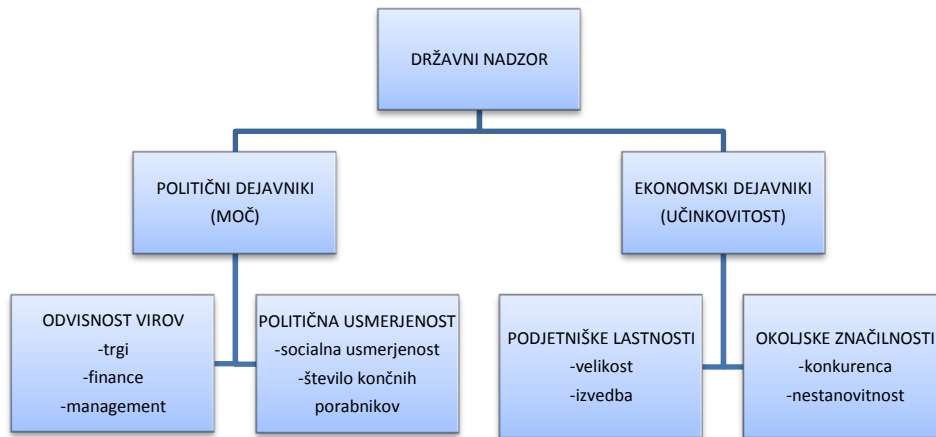 DRŽAVNI NADZOR
POLITIČNI DEJAVNIKI
(MOČ)
EKONOMSKI DEJAVNIKI
(UČINKOVITOST)
ODVISNOST VIROV
-trgi
-finance
-management
POLITIČNA USMERJENOST
-socialna usmerjenost
-število končnih
porabnikov
PODJETNIŠKE LASTNOSTI
-velikost
-izvedba
OKOLJSKE ZNAČILNOSTI
-konkurenca
-nestanovitnost